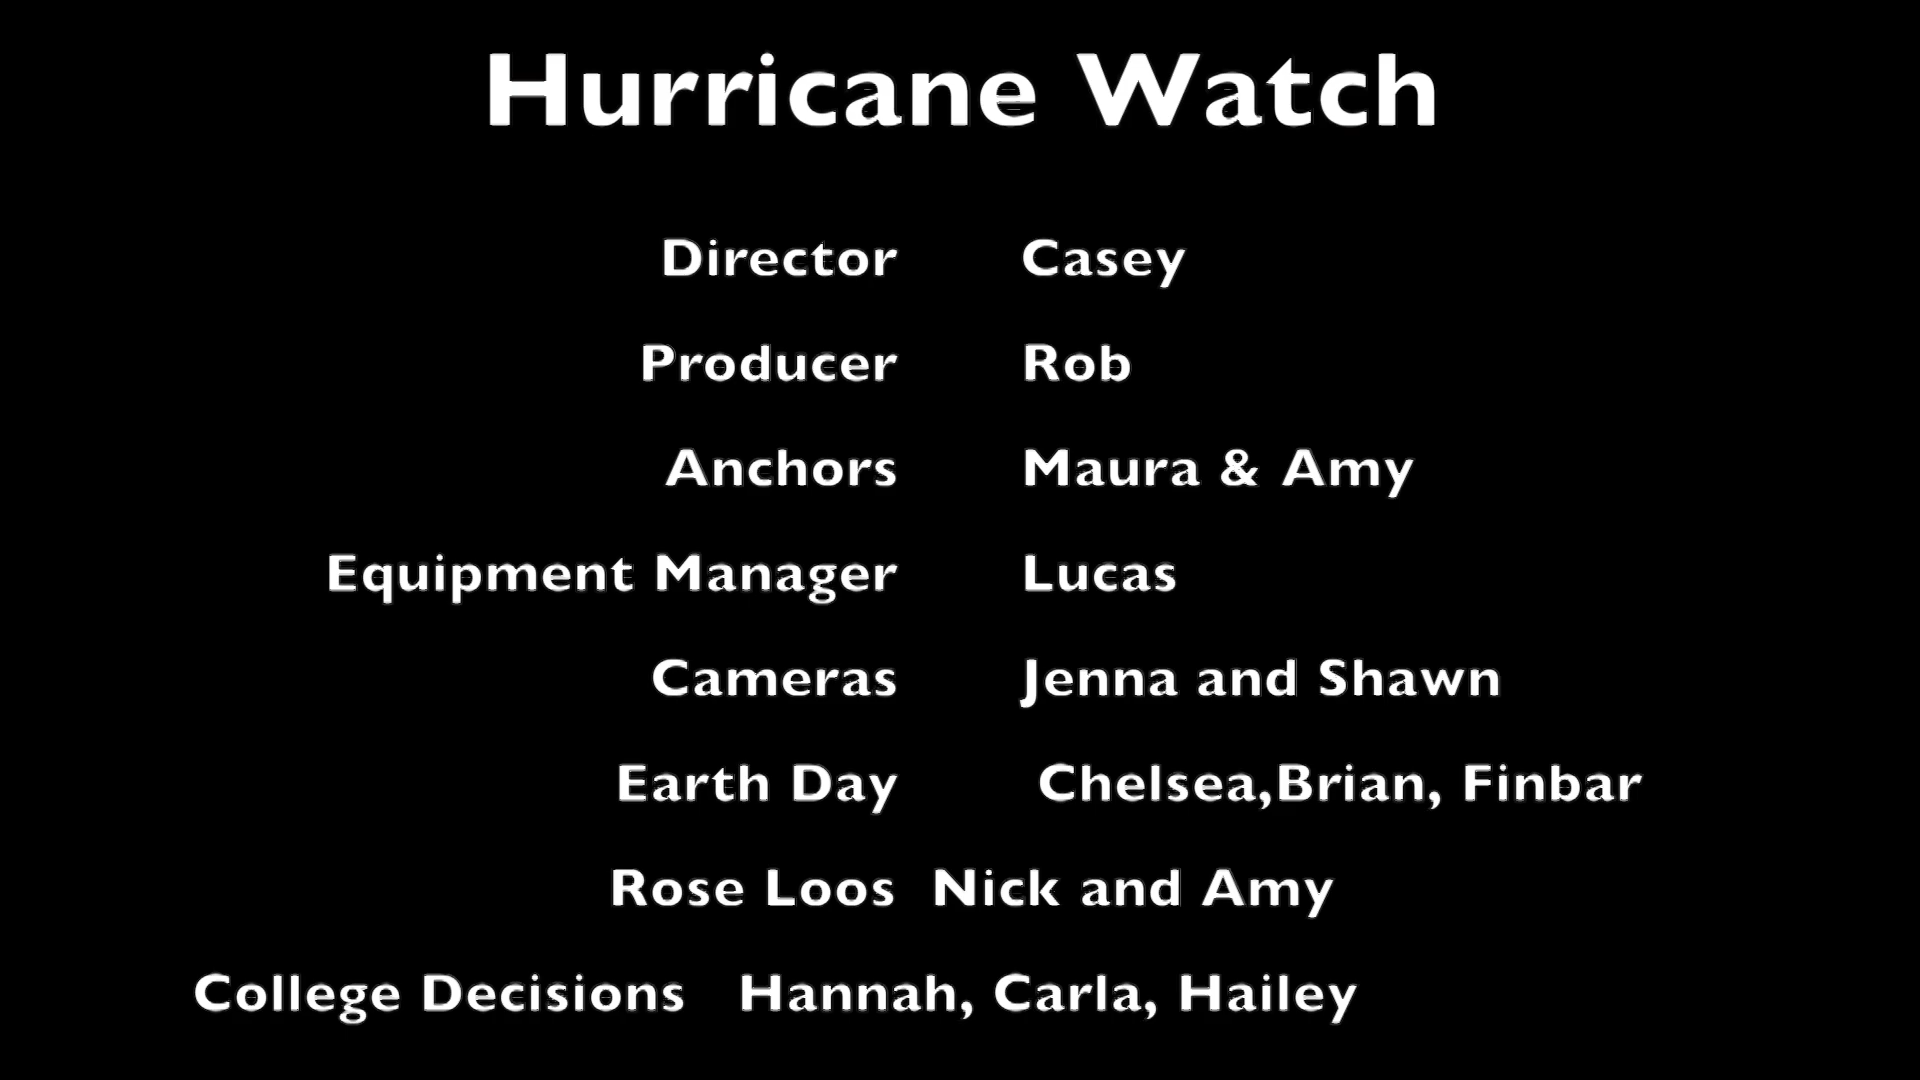 Hurricane Watch
Director Casey
Producer Rob
Anchors Maura & Amy
Equipment Manager Lucas
Cameras Jenna and Shawn
Earth Day Chelsea,Brian, Finbar
Rose Loos Nick and Amy
College Decisions Hannah, Carla, Hailey